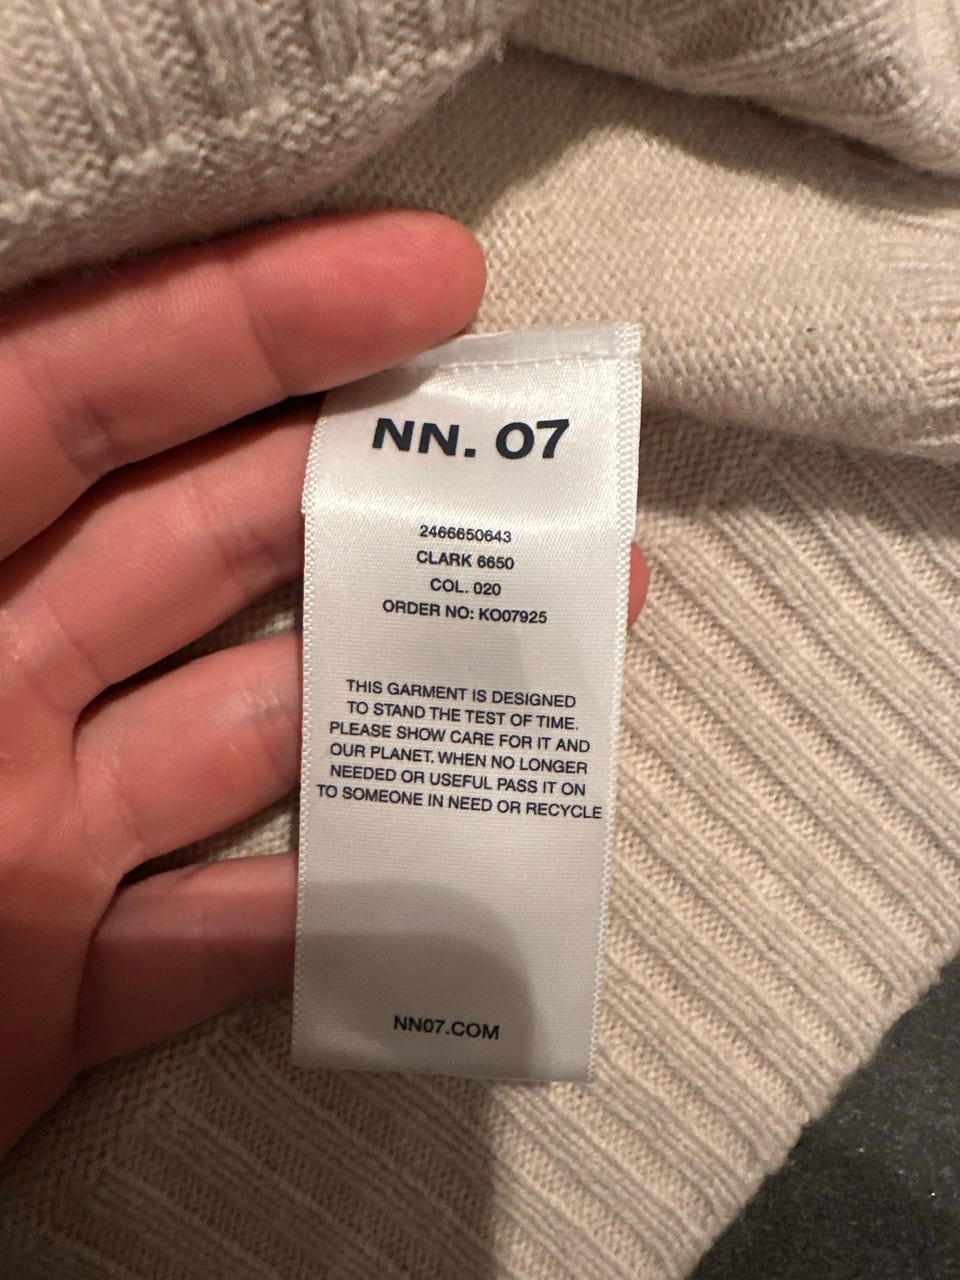 NN. 07
2466650643
CLARK 6650
COL. 020
ORDER NO: KO07925
THIS GARMENT IS DESIGNED
TO STAND THE TEST OF TIME.
PLEASE SHOW CARE FOR IT AND
OUR PLANET. WHEN NO LONGER
NEEDED OR USEFUL PASS IT ON
TO SOMEONE IN NEED OR RECYCLE
NN07.COM